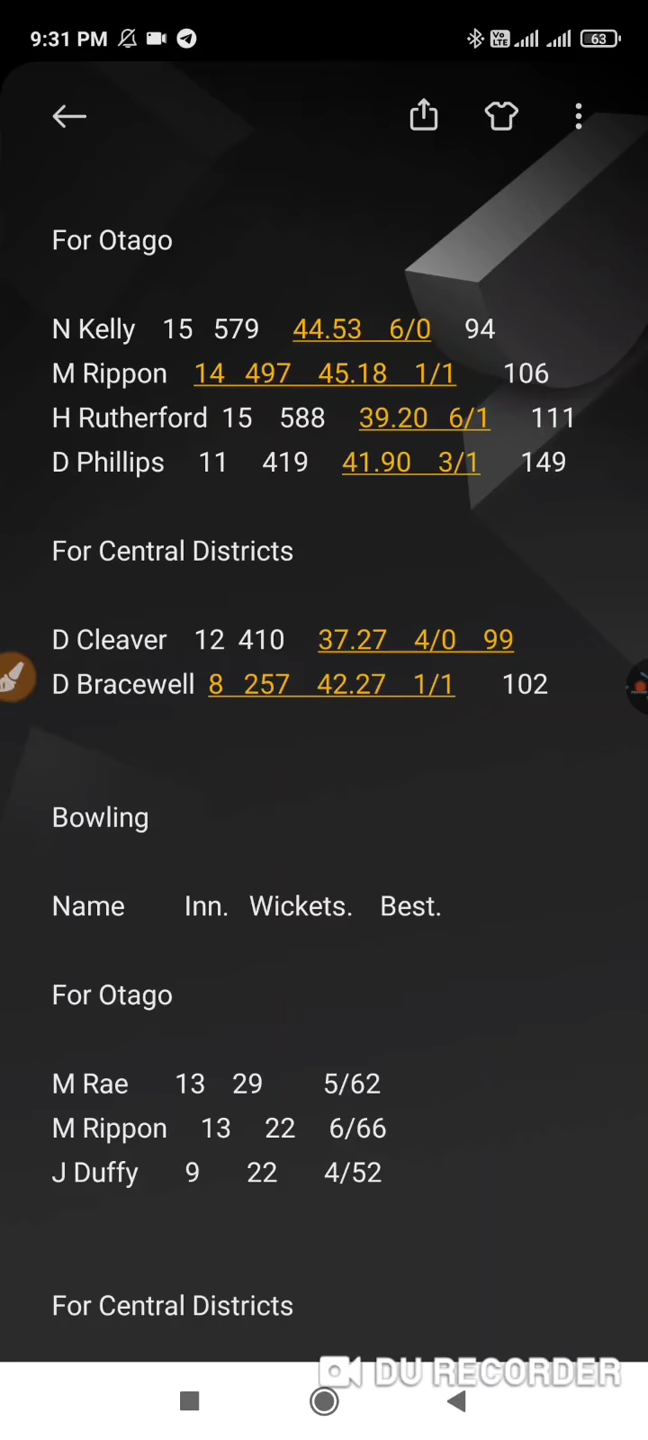 9:31 PM
Vo LTE
63
For Otago
N Kelly 15 579 44.53 6/0 94
M Rippon 14 497 45.18 1/1 106
H Rutherford 15 588 39.20 6/1 111
D Phillips 11 419 41.90 3/1 149
For Central Districts
D Cleaver 12 410 37.27 4/0 99
D Bracewell 8 257 42.27 1/1 102
Bowling
Name Inn. Wickets. Best.
For Otago
M Rae 13 29 5/62
M Rippon 13 22 6/66
J Duffy 9 22 4/52
For Central Districts
DU RECORDER